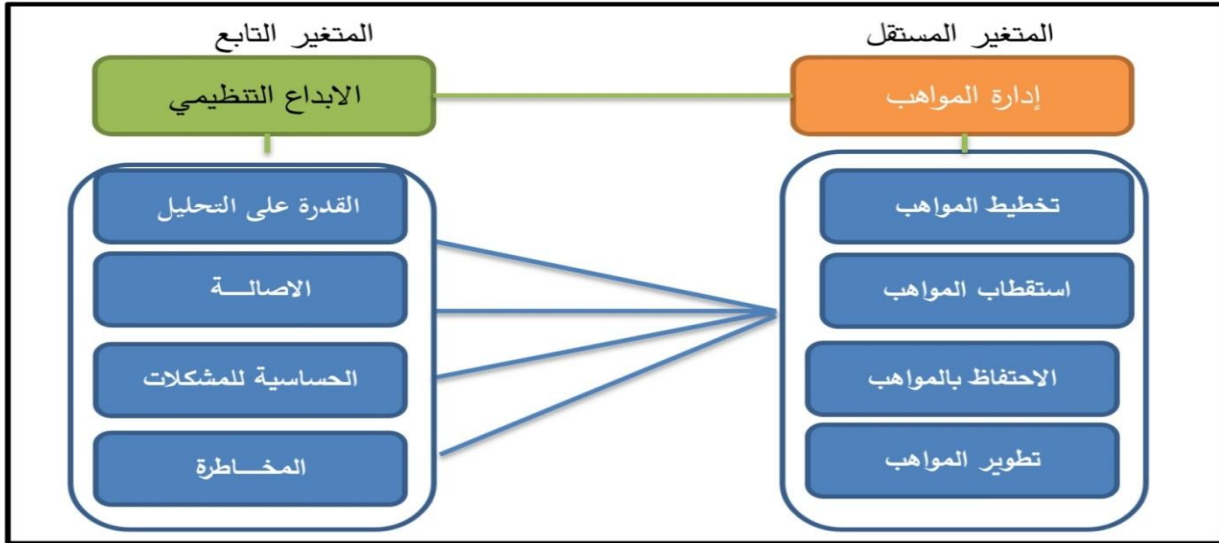 المتغير المستقل
المتغير التابع
إدارة المواهب
الابداع التنظيمي
تخطيط المواهب
استقطاب المواهب
الاحتفاظ بالمواهب
تطوير المواهب
القدرة على التحليل
الاصالـــة
الحساسية للمشكلات
المخـــاطرة